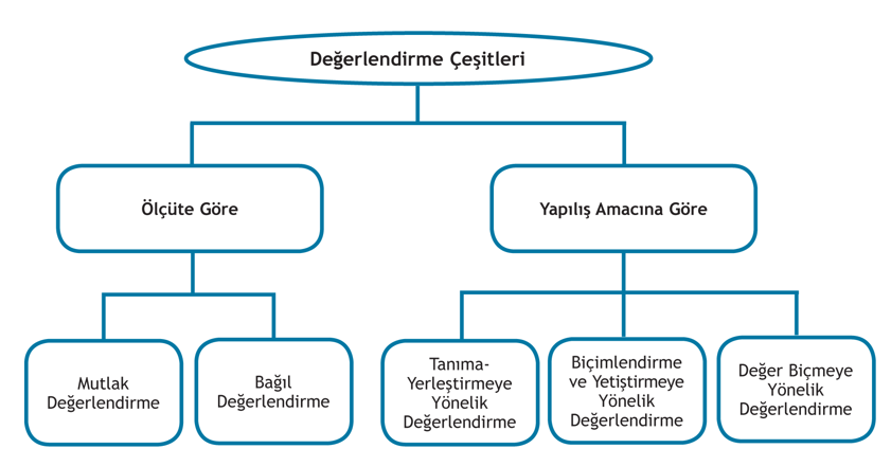 Değerlendirme Çeşitleri
Ölçüte Göre
Yapılış Amacına Göre
Mutlak
Değerlendirme
Bağıl
Değerlendirme
Tanıma-
Yerleştirmeye
Yönelik
Değerlendirme
Biçimlendirme
ve Yetiştirmeye
Yönelik
Değerlendirme
Değer Biçmeye
Yönelik
Değerlendirme